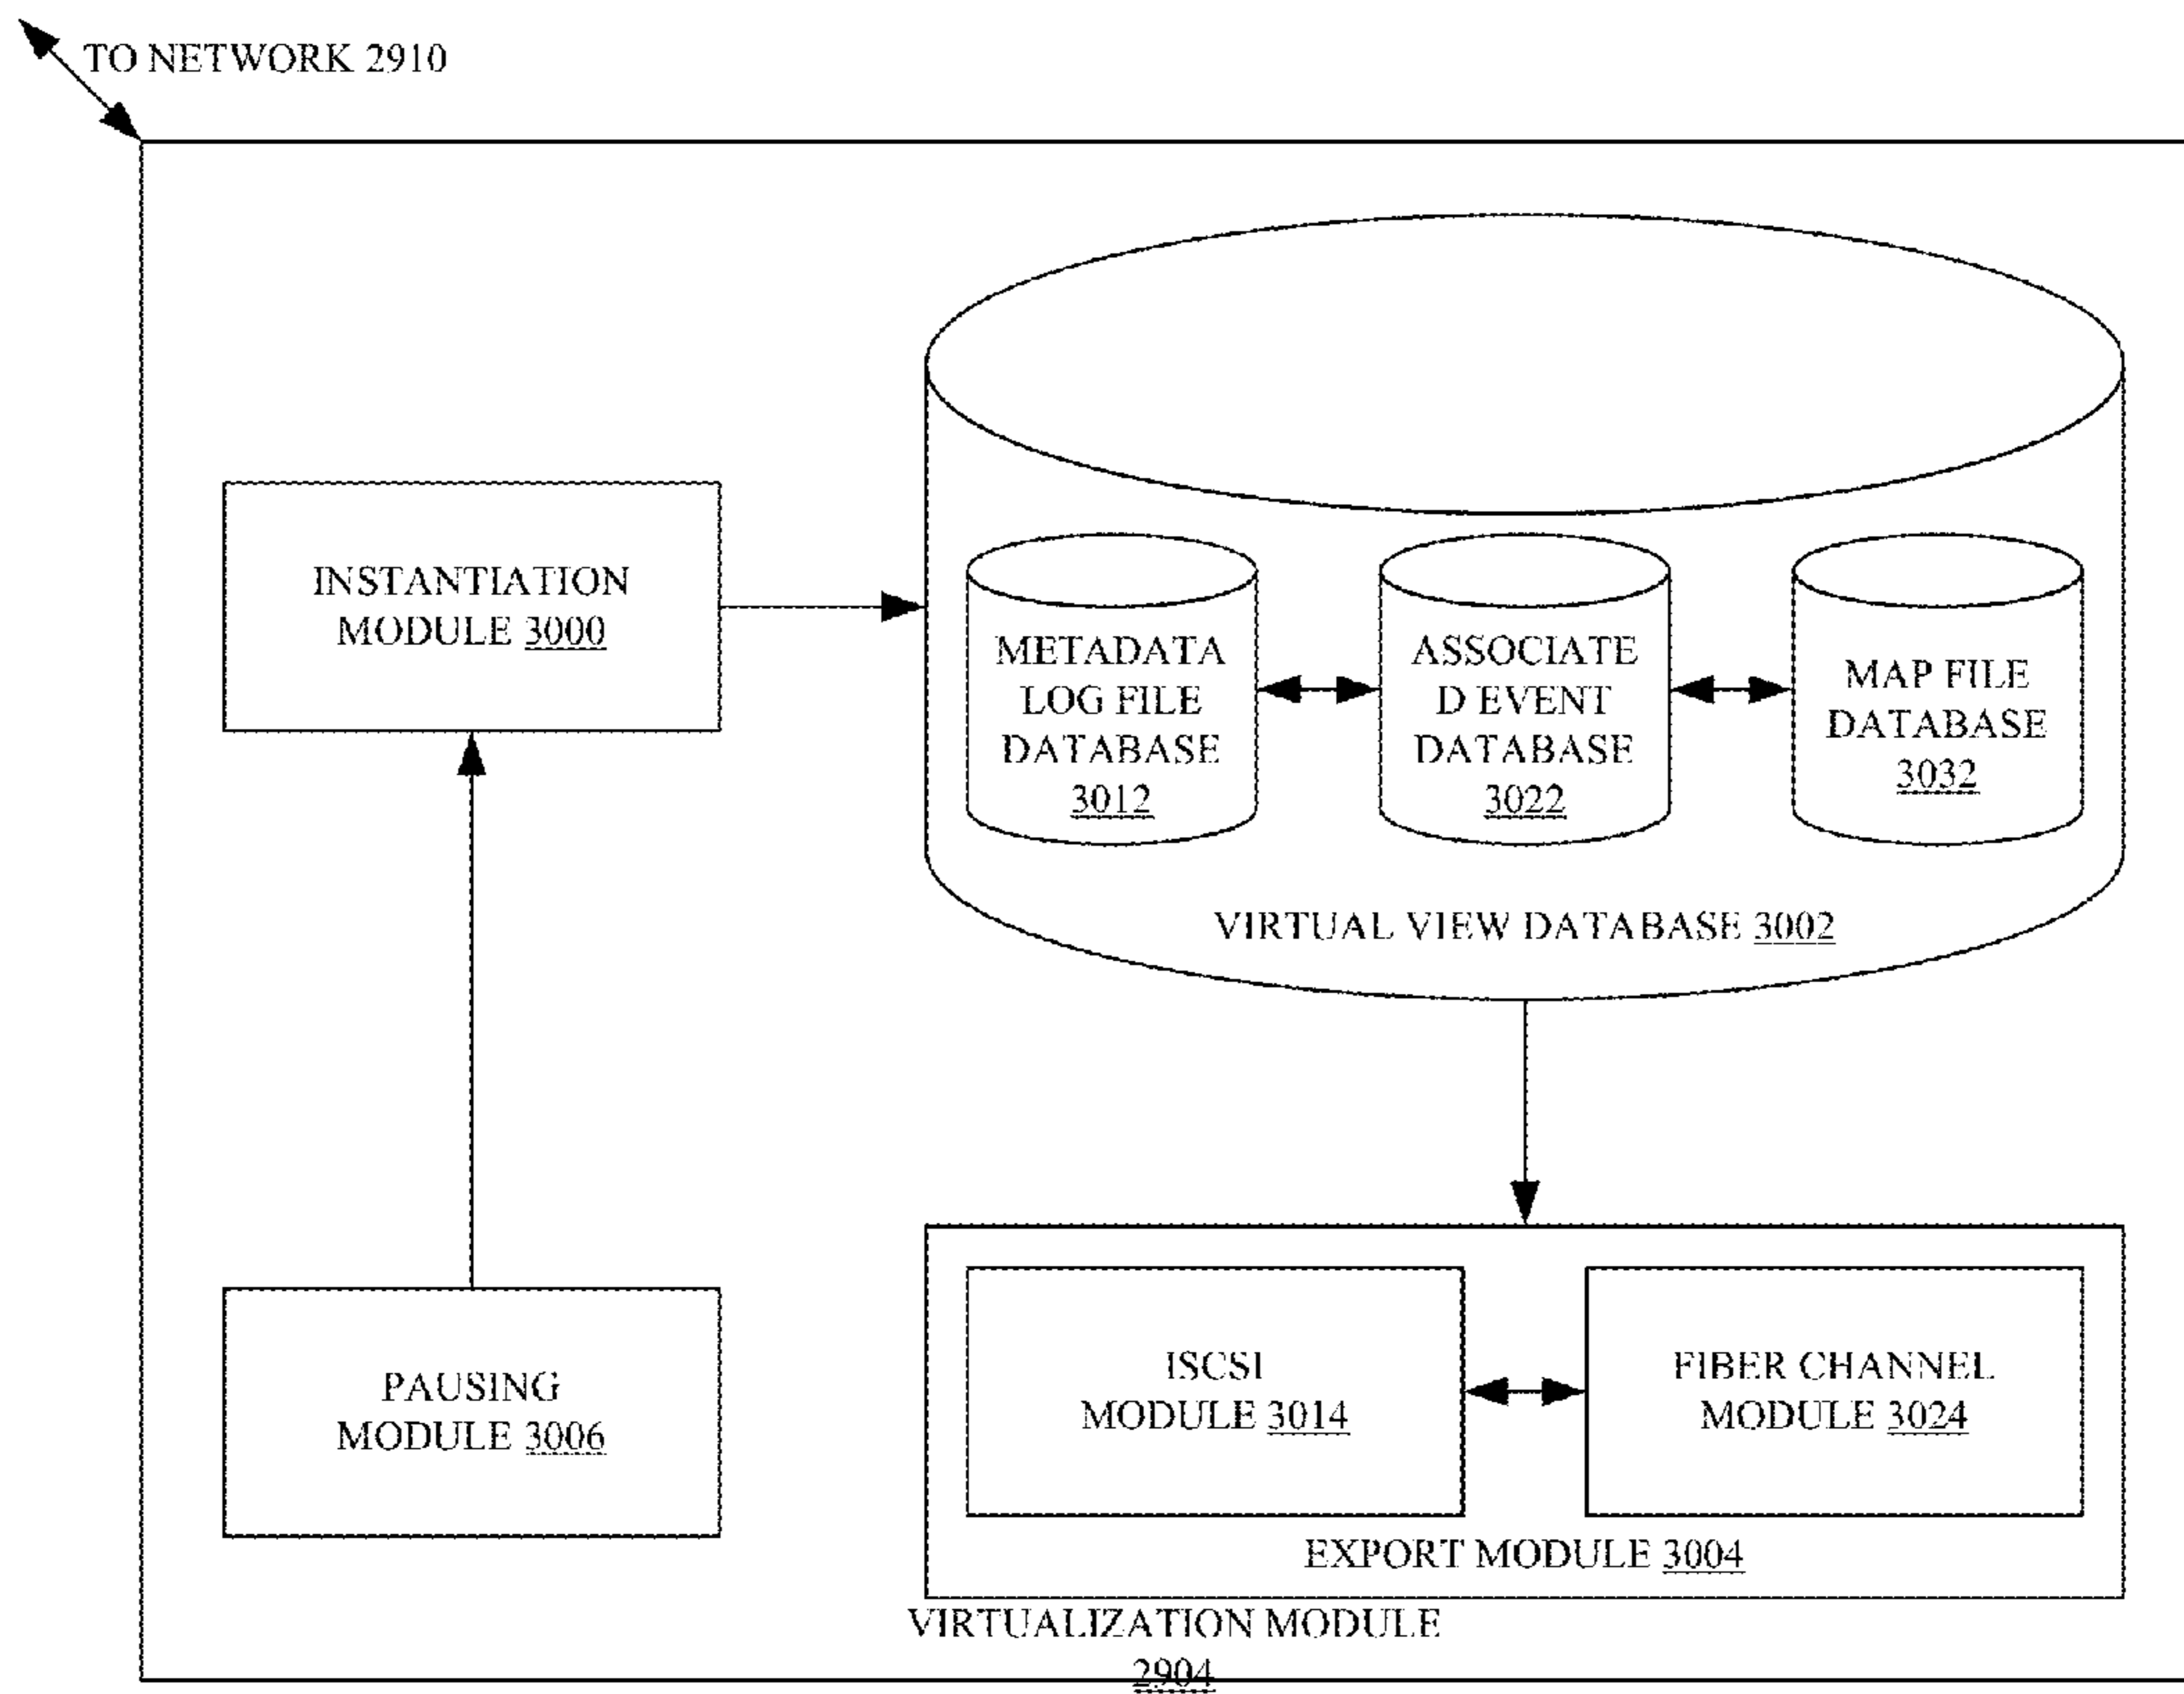 TO NETWORK 2910
INSTANTIATION
MODULE 3000
METADATA
LOG FILE
DATABASE
3012
ASSOCIATE
D EVENT
DATABASE
3022
MAP FILE
DATABASE
3032
VIRTUAL VIEW DATABASE 3002
PAUSING
MODULE 3006
ISCSI
MODULE 3014
FIBER CHANNEL
MODULE 3024
EXPORT MODULE 3004
VIRTUALIZATION MODULE
2904